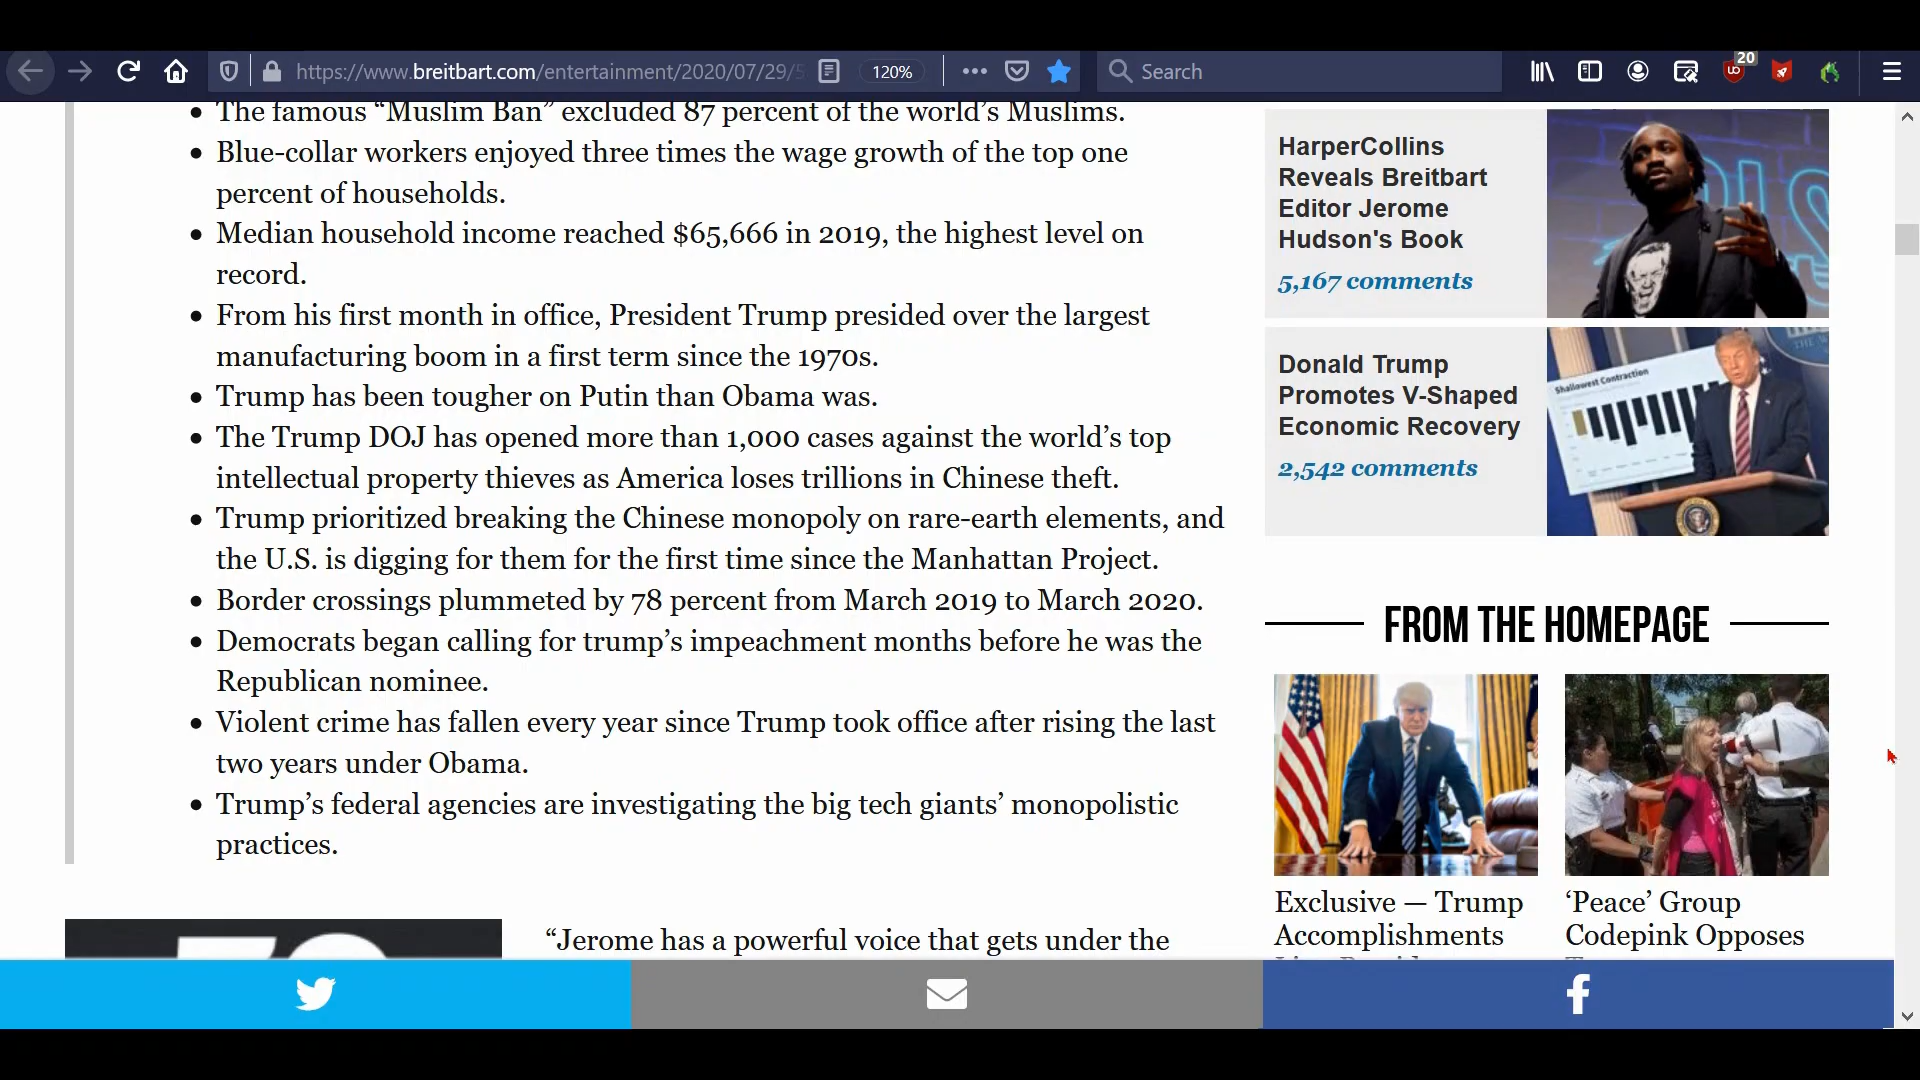 20
https://www.breitbart.com/entertainment/2020/07/29/5
120%
Search
The famous “Muslim Ban” excluded 87 percent of the world’s Muslims.
Blue-collar workers enjoyed three times the wage growth of the top one
percent of households.
Median household income reached $65,666 in 2019, the highest level on
record.
From his first month in office, President Trump presided over the largest
manufacturing boom in a first term since the 1970s.
Trump has been tougher on Putin than Obama was.
The Trump DOJ has opened more than 1,000 cases against the world’s top
intellectual property thieves as America loses trillions in Chinese theft.
Trump prioritized breaking the Chinese monopoly on rare-earth elements, and
the U.S. is digging for them for the first time since the Manhattan Project.
Border crossings plummeted by 78 percent from March 2019 to March 2020.
Democrats began calling for trump’s impeachment months before he was the
Republican nominee.
Violent crime has fallen every year since Trump took office after rising the last
two years under Obama.
Trump’s federal agencies are investigating the big tech giants’ monopolistic
practices.
“Jerome has a powerful voice that gets under the
HarperCollins
Reveals Breitbart
Editor Jerome
Hudson's Book
5,167 comments
Donald Trump
Promotes V-Shaped
Economic Recovery
2,542 comments
Shallowest Contraction
FROM THE HOMEPAGE
Exclusive — Trump
Accomplishments
‘Peace’ Group
Codepink Opposes